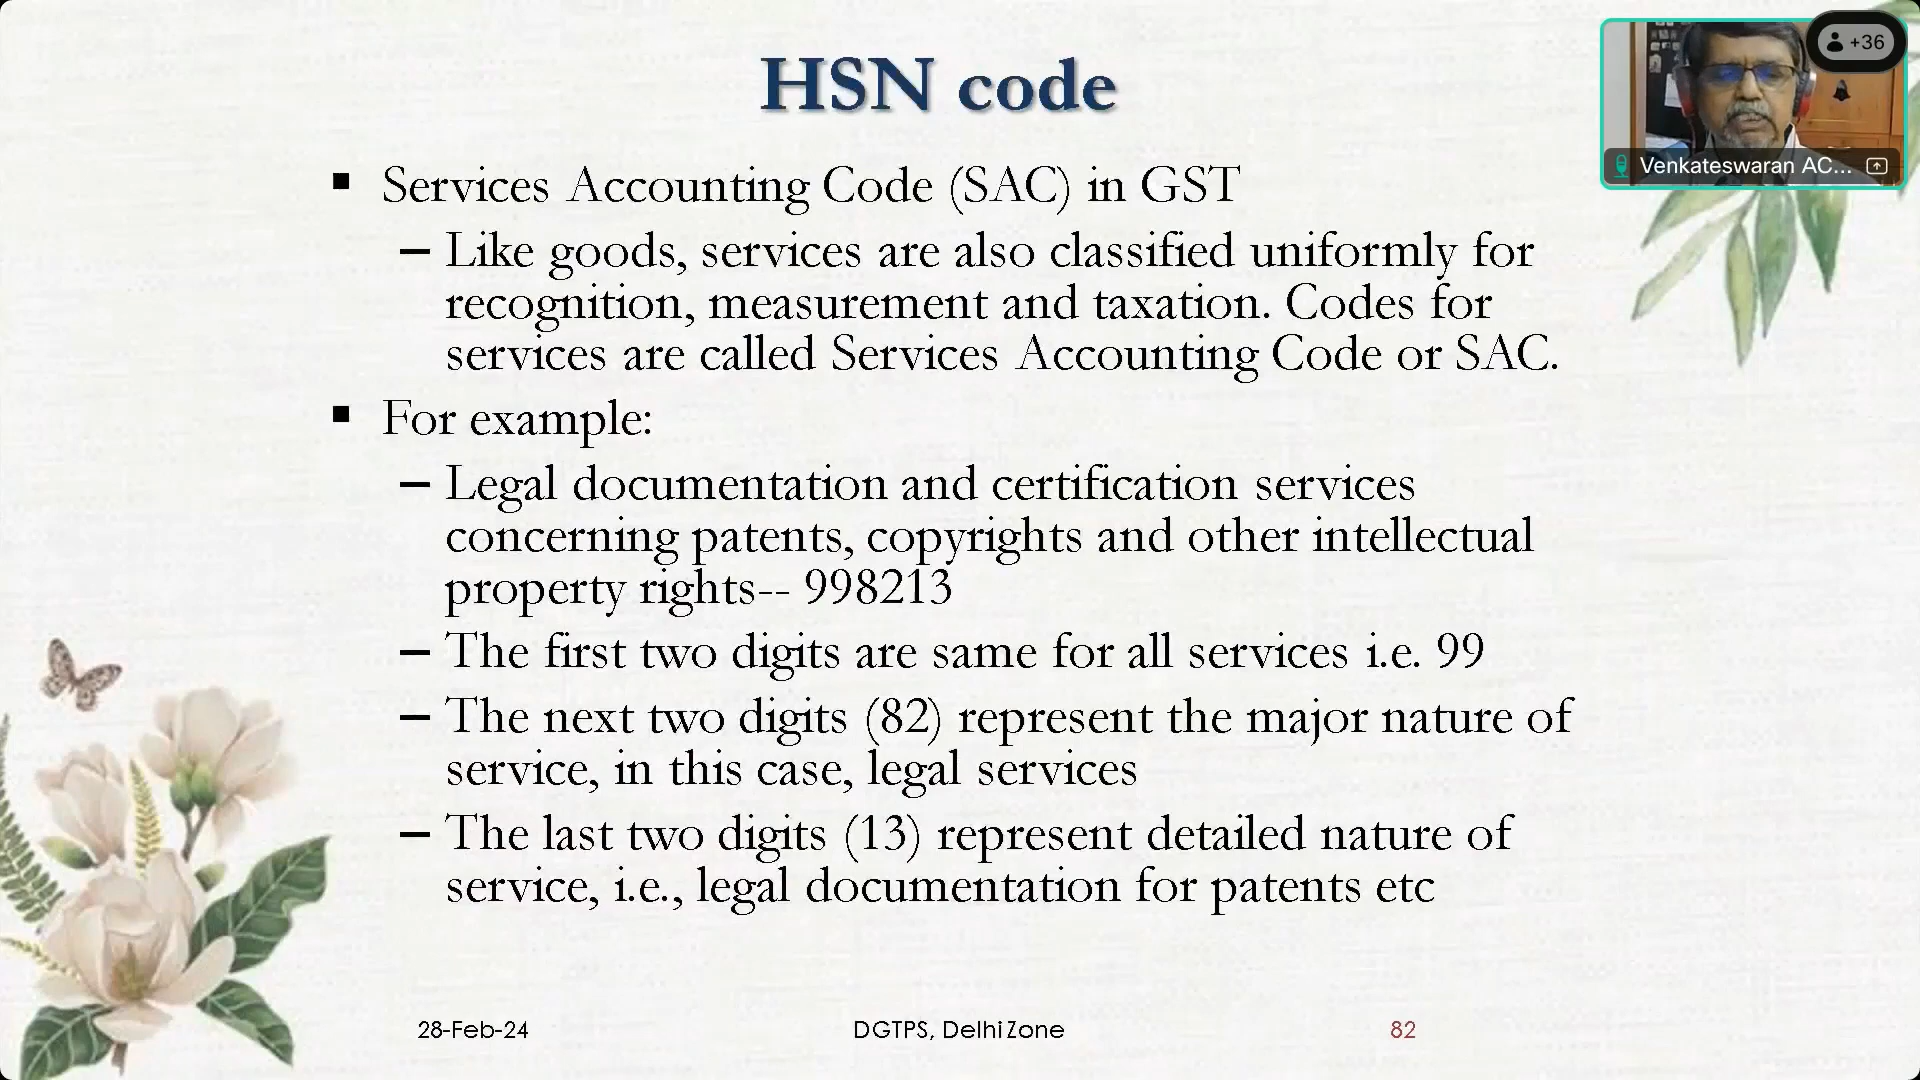 HSN code
+36
Venkateswaran AC...
▪ Services Accounting Code (SAC) in GST
– Like goods, services are also classified uniformly for
recognition, measurement and taxation. Codes for
services are called Services Accounting Code or SAC.
▪ For example:
– Legal documentation and certification services
concerning patents, copyrights and other intellectual
property rights-- 998213
– The first two digits are same for all services i.e. 99
– The next two digits (82) represent the major nature of
service, in this case, legal services
– The last two digits (13) represent detailed nature of
service, i.e., legal documentation for patents etc
28-Feb-24
DGTPS, Delhi Zone
82